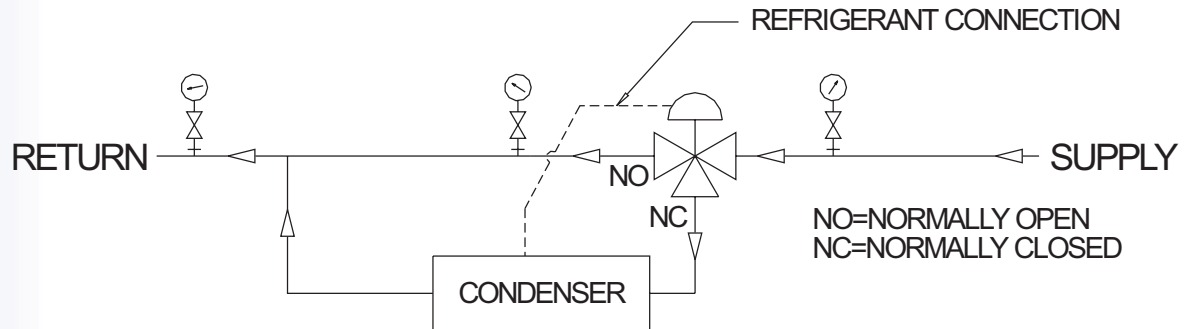 REFRIGERANT CONNECTION
RETURN
SUPPLY
NO
NC
NO=NORMALLY OPEN
NC=NORMALLY CLOSED
CONDENSER